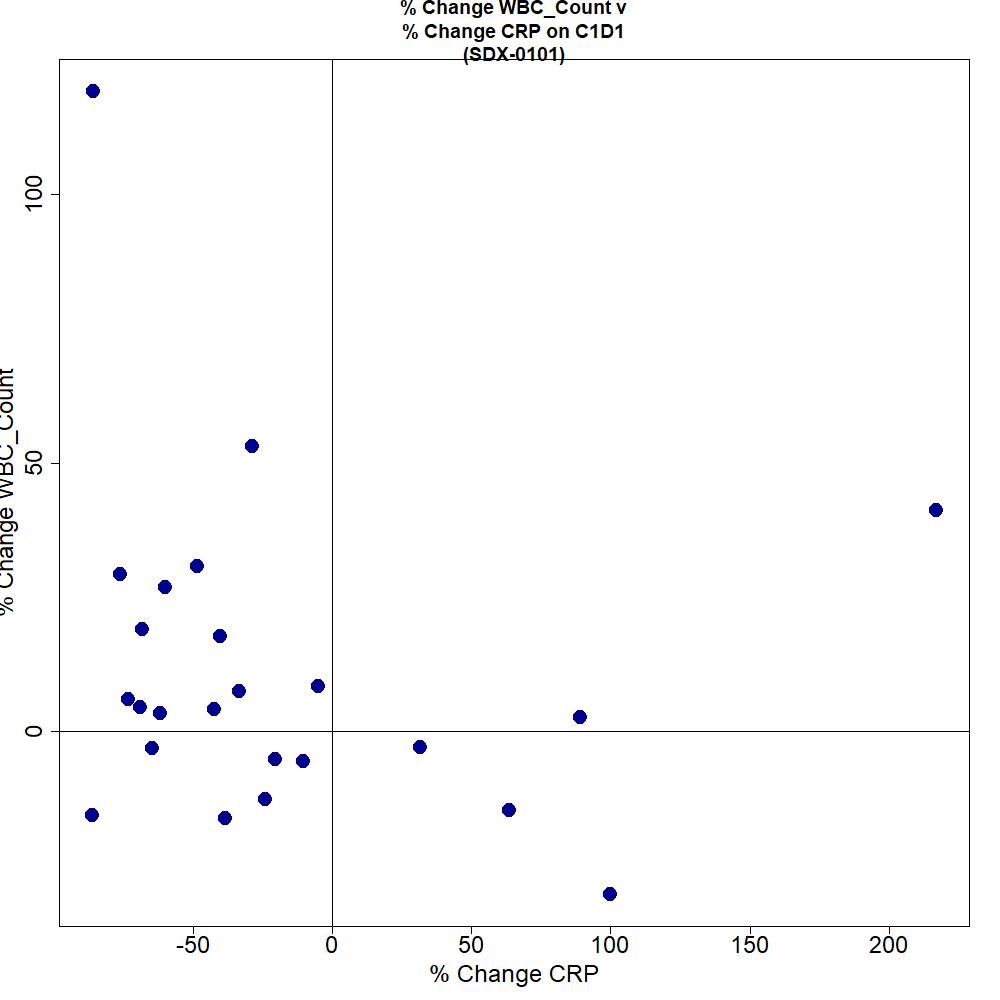 % Change WBC_Count v
% Change CRP on C1D1
(SDX-0101)
% Change WBC_Count
100
50
0
-50 0 50 100 150 200
% Change CRP